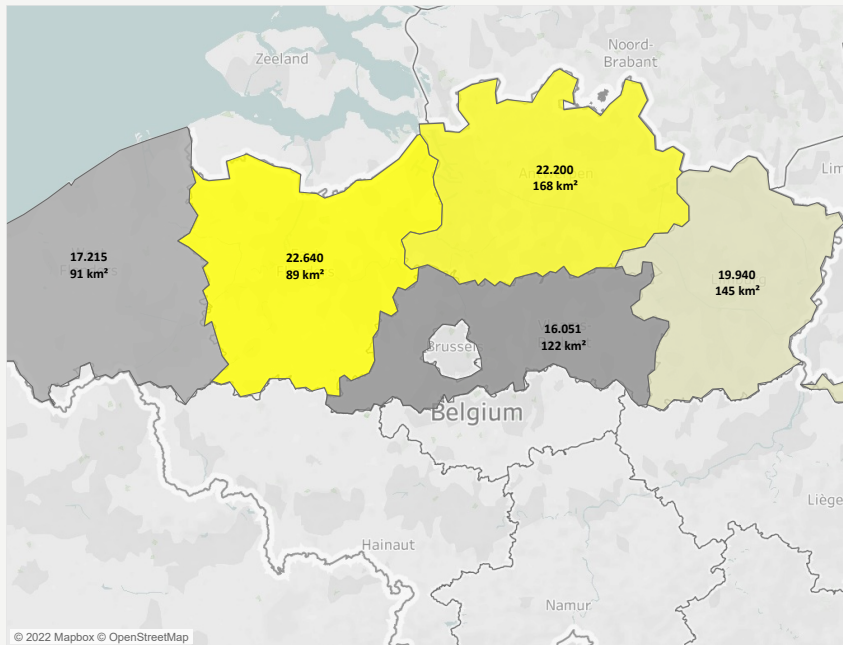 Noord-
Brabant
Zeeland
22.200
168 km²
Lim
17.215
91 km²
22.640
89 km²
19.940
145 km²
16.051
122 km²
Brussels
Belgium
Liège
Hainaut
Namur
© 2022 Mapbox © OpenStreetMap